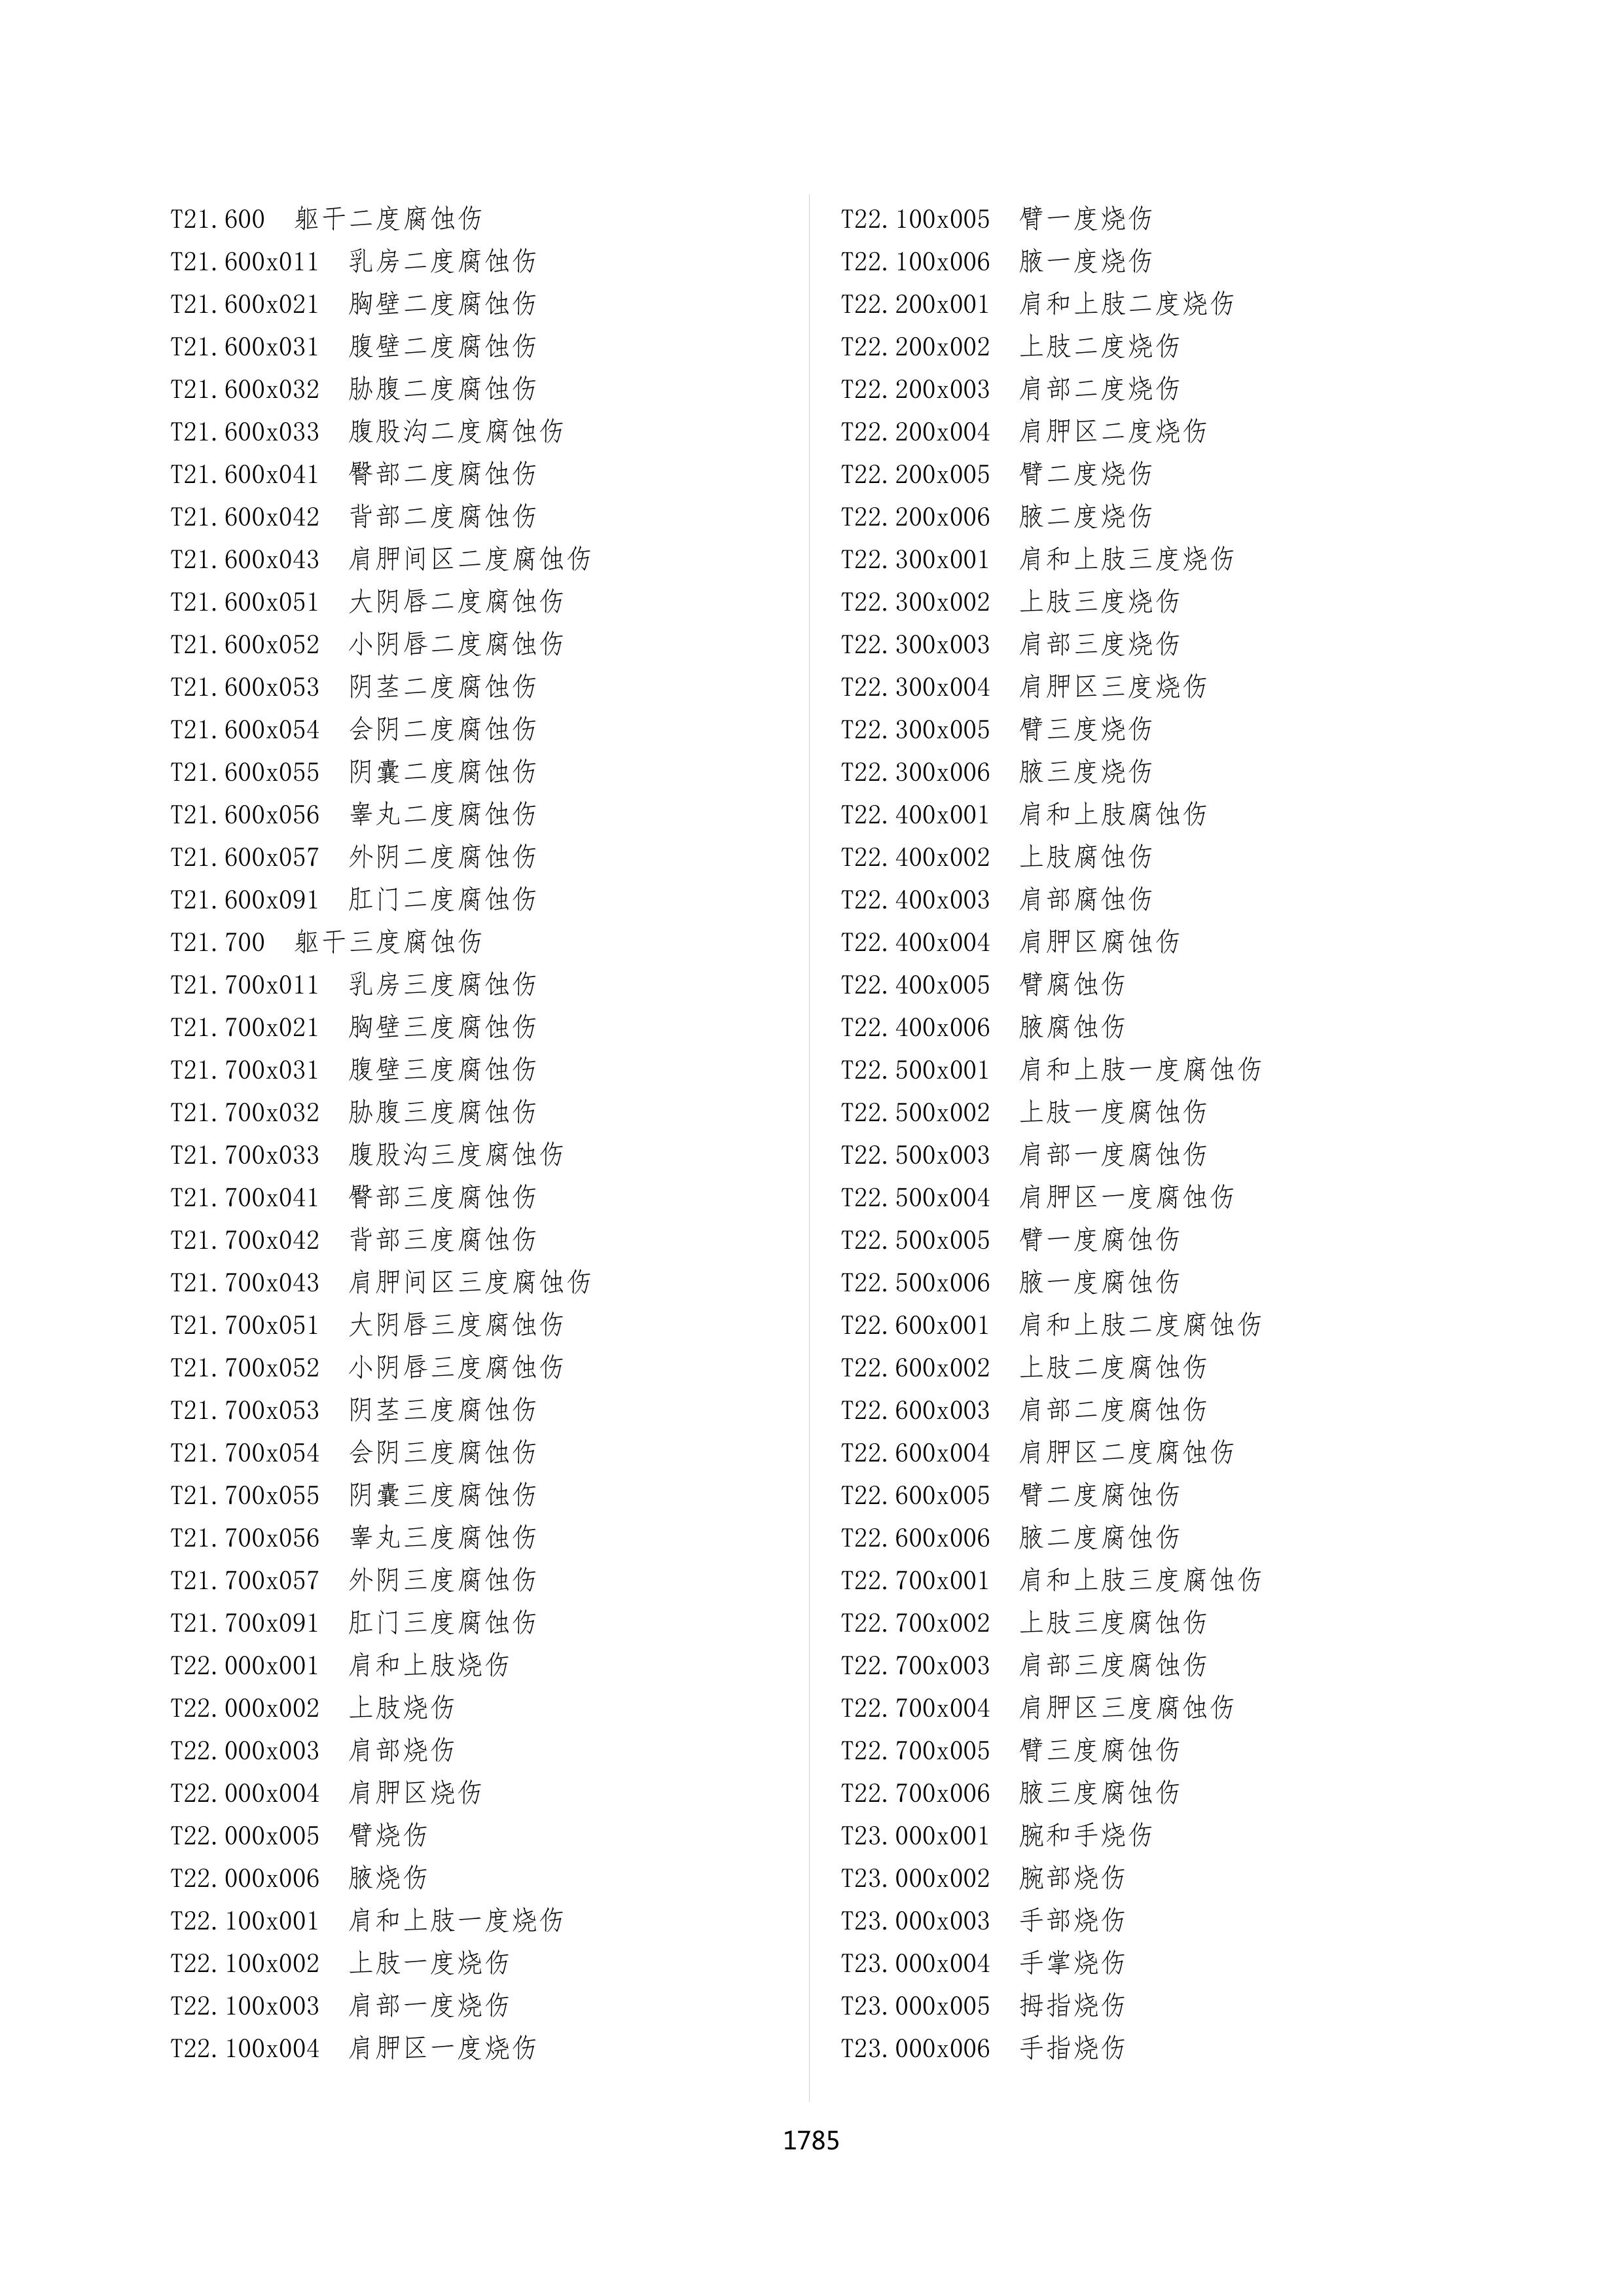 T21.600 躯干二度腐蚀伤
T21.600x011 乳房二度腐蚀伤
T21.600x021 胸壁二度腐蚀伤
T21.600x031 腹壁二度腐蚀伤
T21.600x032 胁腹二度腐蚀伤
T21.600x033 腹股沟二度腐蚀伤
T21.600x041 臀部二度腐蚀伤
T21.600x042 背部二度腐蚀伤
T21.600x043 肩胛间区二度腐蚀伤
T21.600x051 大阴唇二度腐蚀伤
T21.600x052 小阴唇二度腐蚀伤
T21.600x053 阴茎二度腐蚀伤
T21.600x054 会阴二度腐蚀伤
T21.600x055 阴囊二度腐蚀伤
T21.600x056 睾丸二度腐蚀伤
T21.600x057 外阴二度腐蚀伤
T21.600x091 肛门二度腐蚀伤
T21.700 躯干三度腐蚀伤
T21.700x011 乳房三度腐蚀伤
T21.700x021 胸壁三度腐蚀伤
T21.700x031 腹壁三度腐蚀伤
T21.700x032 胁腹三度腐蚀伤
T21.700x033 腹股沟三度腐蚀伤
T21.700x041 臀部三度腐蚀伤
T21.700x042 背部三度腐蚀伤
T21.700x043 肩胛间区三度腐蚀伤
T21.700x051 大阴唇三度腐蚀伤
T21.700x052 小阴唇三度腐蚀伤
T21.700x053 阴茎三度腐蚀伤
T21.700x054 会阴三度腐蚀伤
T21.700x055 阴囊三度腐蚀伤
T21.700x056 睾丸三度腐蚀伤
T21.700x057 外阴三度腐蚀伤
T21.700x091 肛门三度腐蚀伤
T22.000x001 肩和上肢烧伤
T22.000x002 上肢烧伤
T22.000x003 肩部烧伤
T22.000x004 肩胛区烧伤
T22.000x005 臂烧伤
T22.000x006 腋烧伤
T22.100x001 肩和上肢一度烧伤
T22.100x002 上肢一度烧伤
T22.100x003 肩部一度烧伤
T22.100x004 肩胛区一度烧伤
T22.100x005 臂一度烧伤
T22.100x006 腋一度烧伤
T22.200x001 肩和上肢二度烧伤
T22.200x002 上肢二度烧伤
T22.200x003 肩部二度烧伤
T22.200x004 肩胛区二度烧伤
T22.200x005 臂二度烧伤
T22.200x006 腋二度烧伤
T22.300x001 肩和上肢三度烧伤
T22.300x002 上肢三度烧伤
T22.300x003 肩部三度烧伤
T22.300x004 肩胛区三度烧伤
T22.300x005 臂三度烧伤
T22.300x006 腋三度烧伤
T22.400x001 肩和上肢腐蚀伤
T22.400x002 上肢腐蚀伤
T22.400x003 肩部腐蚀伤
T22.400x004 肩胛区腐蚀伤
T22.400x005 臂腐蚀伤
T22.400x006 腋腐蚀伤
T22.500x001 肩和上肢一度腐蚀伤
T22.500x002 上肢一度腐蚀伤
T22.500x003 肩部一度腐蚀伤
T22.500x004 肩胛区一度腐蚀伤
T22.500x005 臂一度腐蚀伤
T22.500x006 腋一度腐蚀伤
T22.600x001 肩和上肢二度腐蚀伤
T22.600x002 上肢二度腐蚀伤
T22.600x003 肩部二度腐蚀伤
T22.600x004 肩胛区二度腐蚀伤
T22.600x005 臂二度腐蚀伤
T22.600x006 腋二度腐蚀伤
T22.700x001 肩和上肢三度腐蚀伤
T22.700x002 上肢三度腐蚀伤
T22.700x003 肩部三度腐蚀伤
T22.700x004 肩胛区三度腐蚀伤
T22.700x005 臂三度腐蚀伤
T22.700x006 腋三度腐蚀伤
T23.000x001 腕和手烧伤
T23.000x002 腕部烧伤
T23.000x003 手部烧伤
T23.000x004 手掌烧伤
T23.000x005 拇指烧伤
T23.000x006 手指烧伤
1785